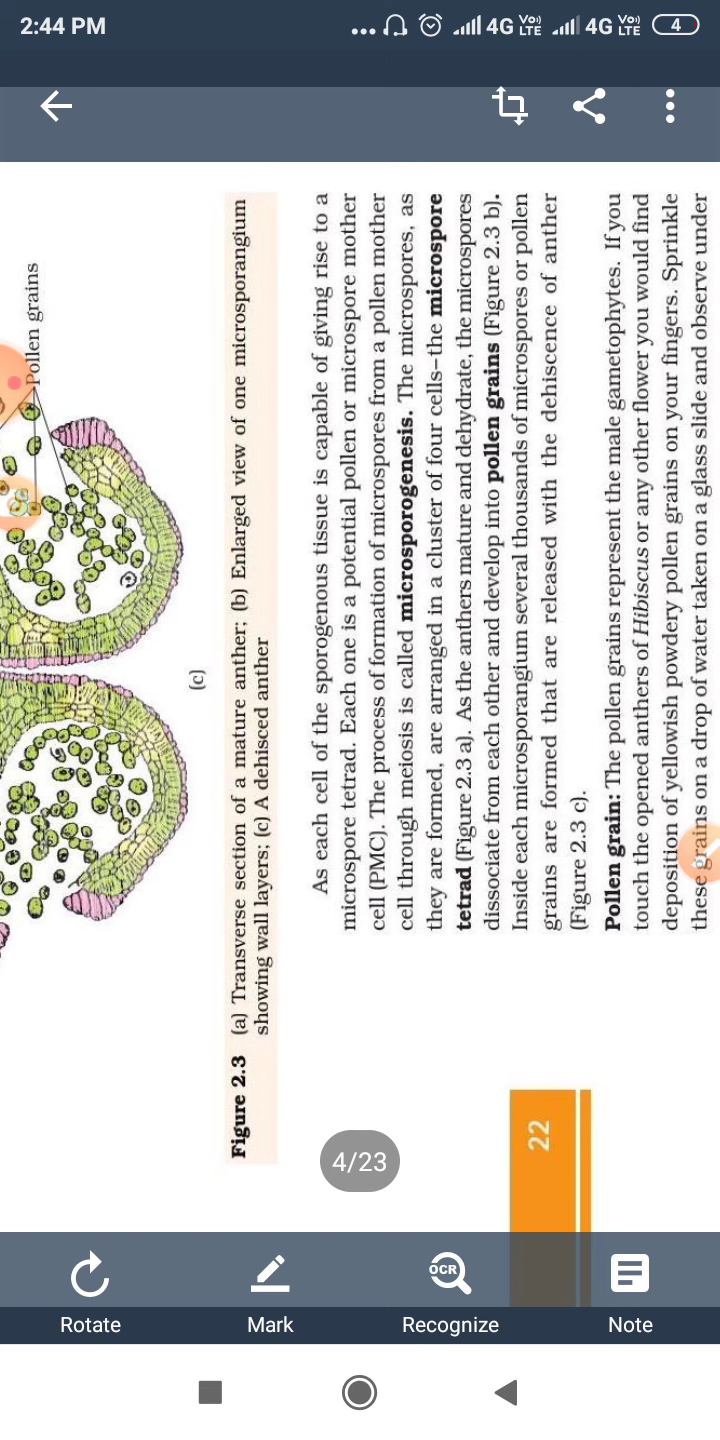 2:44 PM
4G Vo) LTE
4G Vo) LTE
4
Pollen grains
(c)
Figure 2.3 (a) Transverse section of a mature anther; (b) Enlarged view of one microsporangium
showing wall layers; (c) A dehisced anther
As each cell of the sporogenous tissue is capable of giving rise to a
microspore tetrad. Each one is a potential pollen or microspore mother
cell (PMC). The process of formation of microspores from a pollen mother
cell through meiosis is called microsporogenesis. The microspores, as
they are formed, are arranged in a cluster of four cells–the microspore
tetrad (Figure 2.3 a). As the anthers mature and dehydrate, the microspores
dissociate from each other and develop into pollen grains (Figure 2.3 b).
Inside each microsporangium several thousands of microspores or pollen
grains are formed that are released with the dehiscence of anther
(Figure 2.3 c).
Pollen grain: The pollen grains represent the male gametophytes. If you
touch the opened anthers of Hibiscus or any other flower you would find
deposition of yellowish powdery pollen grains on your fingers. Sprinkle
these grains on a drop of water taken on a glass slide and observe under
22
4/23
Rotate
Mark
OCR
Recognize
Note